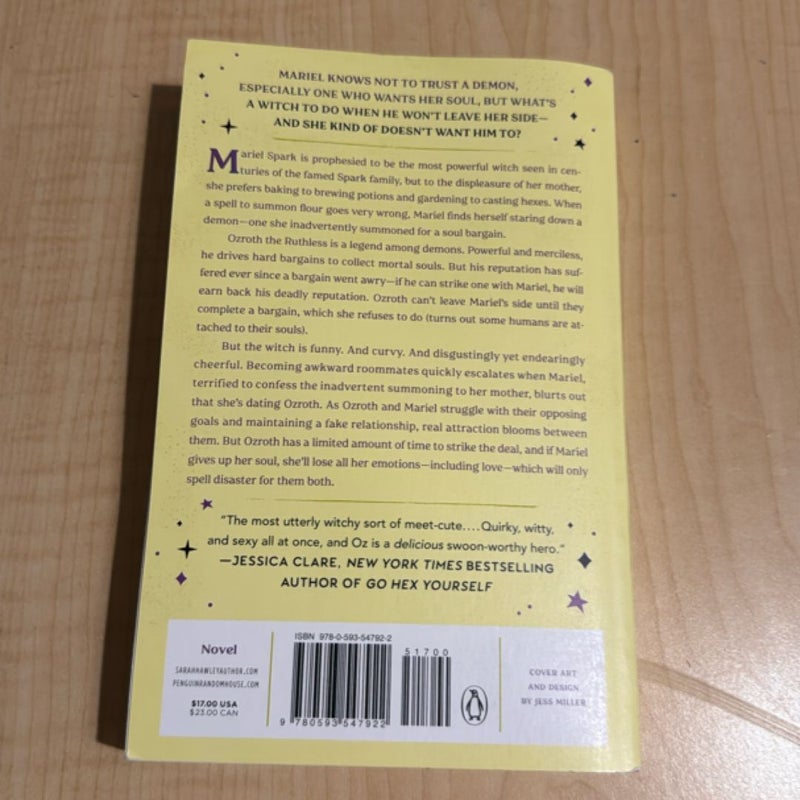 MARIEL KNOWS NOT TO TRUST A DEMON,
ESPECIALLY ONE WHO WANTS HER SOUL, BUT WHAT'S
A WITCH TO DO WHEN HE WON'T LEAVE HER SIDE—
AND SHE KIND OF DOESN'T WANT HIM TO?
Mariel Spark is prophesied to be the most powerful witch seen in cen-
turies of the famed Spark family, but to the displeasure of her mother,
she prefers baking to brewing potions and gardening to casting hexes. When
a spell to summon flour goes very wrong, Mariel finds herself staring down a
demon—one she inadvertently summoned for a soul bargain.
Ozroth the Ruthless is a legend among demons. Powerful and merciless,
he drives hard bargains to collect mortal souls. But his reputation has suf-
fered ever since a bargain went awry—if he can strike one with Mariel, he will
earn back his deadly reputation. Ozroth can't leave Mariel's side until they
complete a bargain, which she refuses to do (turns out some humans are at-
tached to their souls).
But the witch is funny. And curvy. And disgustingly yet endearingly
cheerful. Becoming awkward roommates quickly escalates when Mariel,
terrified to confess the inadvertent summoning to her mother, blurts out
that she's dating Ozroth. As Ozroth and Mariel struggle with their opposing
goals and maintaining a fake relationship, real attraction blooms between
them. But Ozroth has a limited amount of time to strike the deal, and if Mariel
gives up her soul, she'll lose all her emotions—including love—which will only
spell disaster for them both.
"The most utterly witchy sort of meet-cute....Quirky, witty,
and sexy all at once, and Oz is a delicious swoon-worthy hero."
—JESSICA CLARE, NEW YORK TIMES BESTSELLING
AUTHOR OF GO HEX YOURSELF
Novel
SARAHHAWLEYAUTHOR.COM
PENGUINRANDOMHOUSE.COM
$17.00 USA
$23.00 CAN
ISBN 978-0-593-54792-2
51700
9 780593 547922
COVER ART
AND DESIGN
BY JESS MILLER